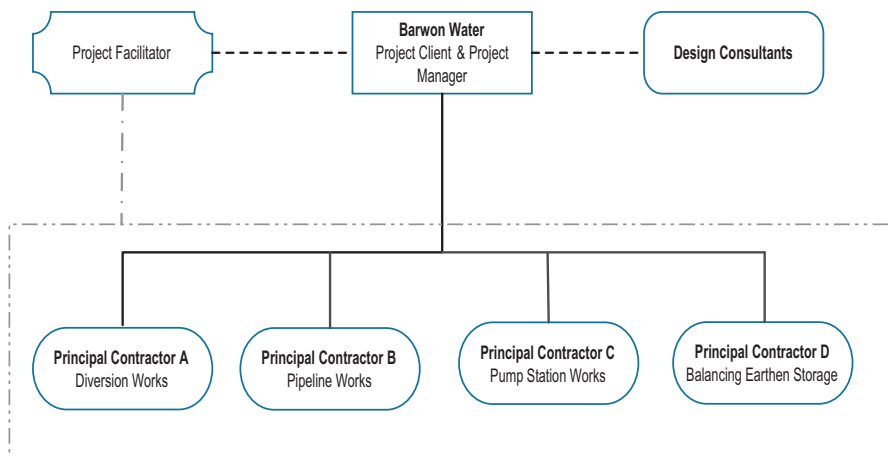 Project Facilitator
Barwon Water
Project Client & Project
Manager
Design Consultants
Principal Contractor A
Diversion Works
Principal Contractor B
Pipeline Works
Principal Contractor C
Pump Station Works
Principal Contractor D
Balancing Earthen Storage